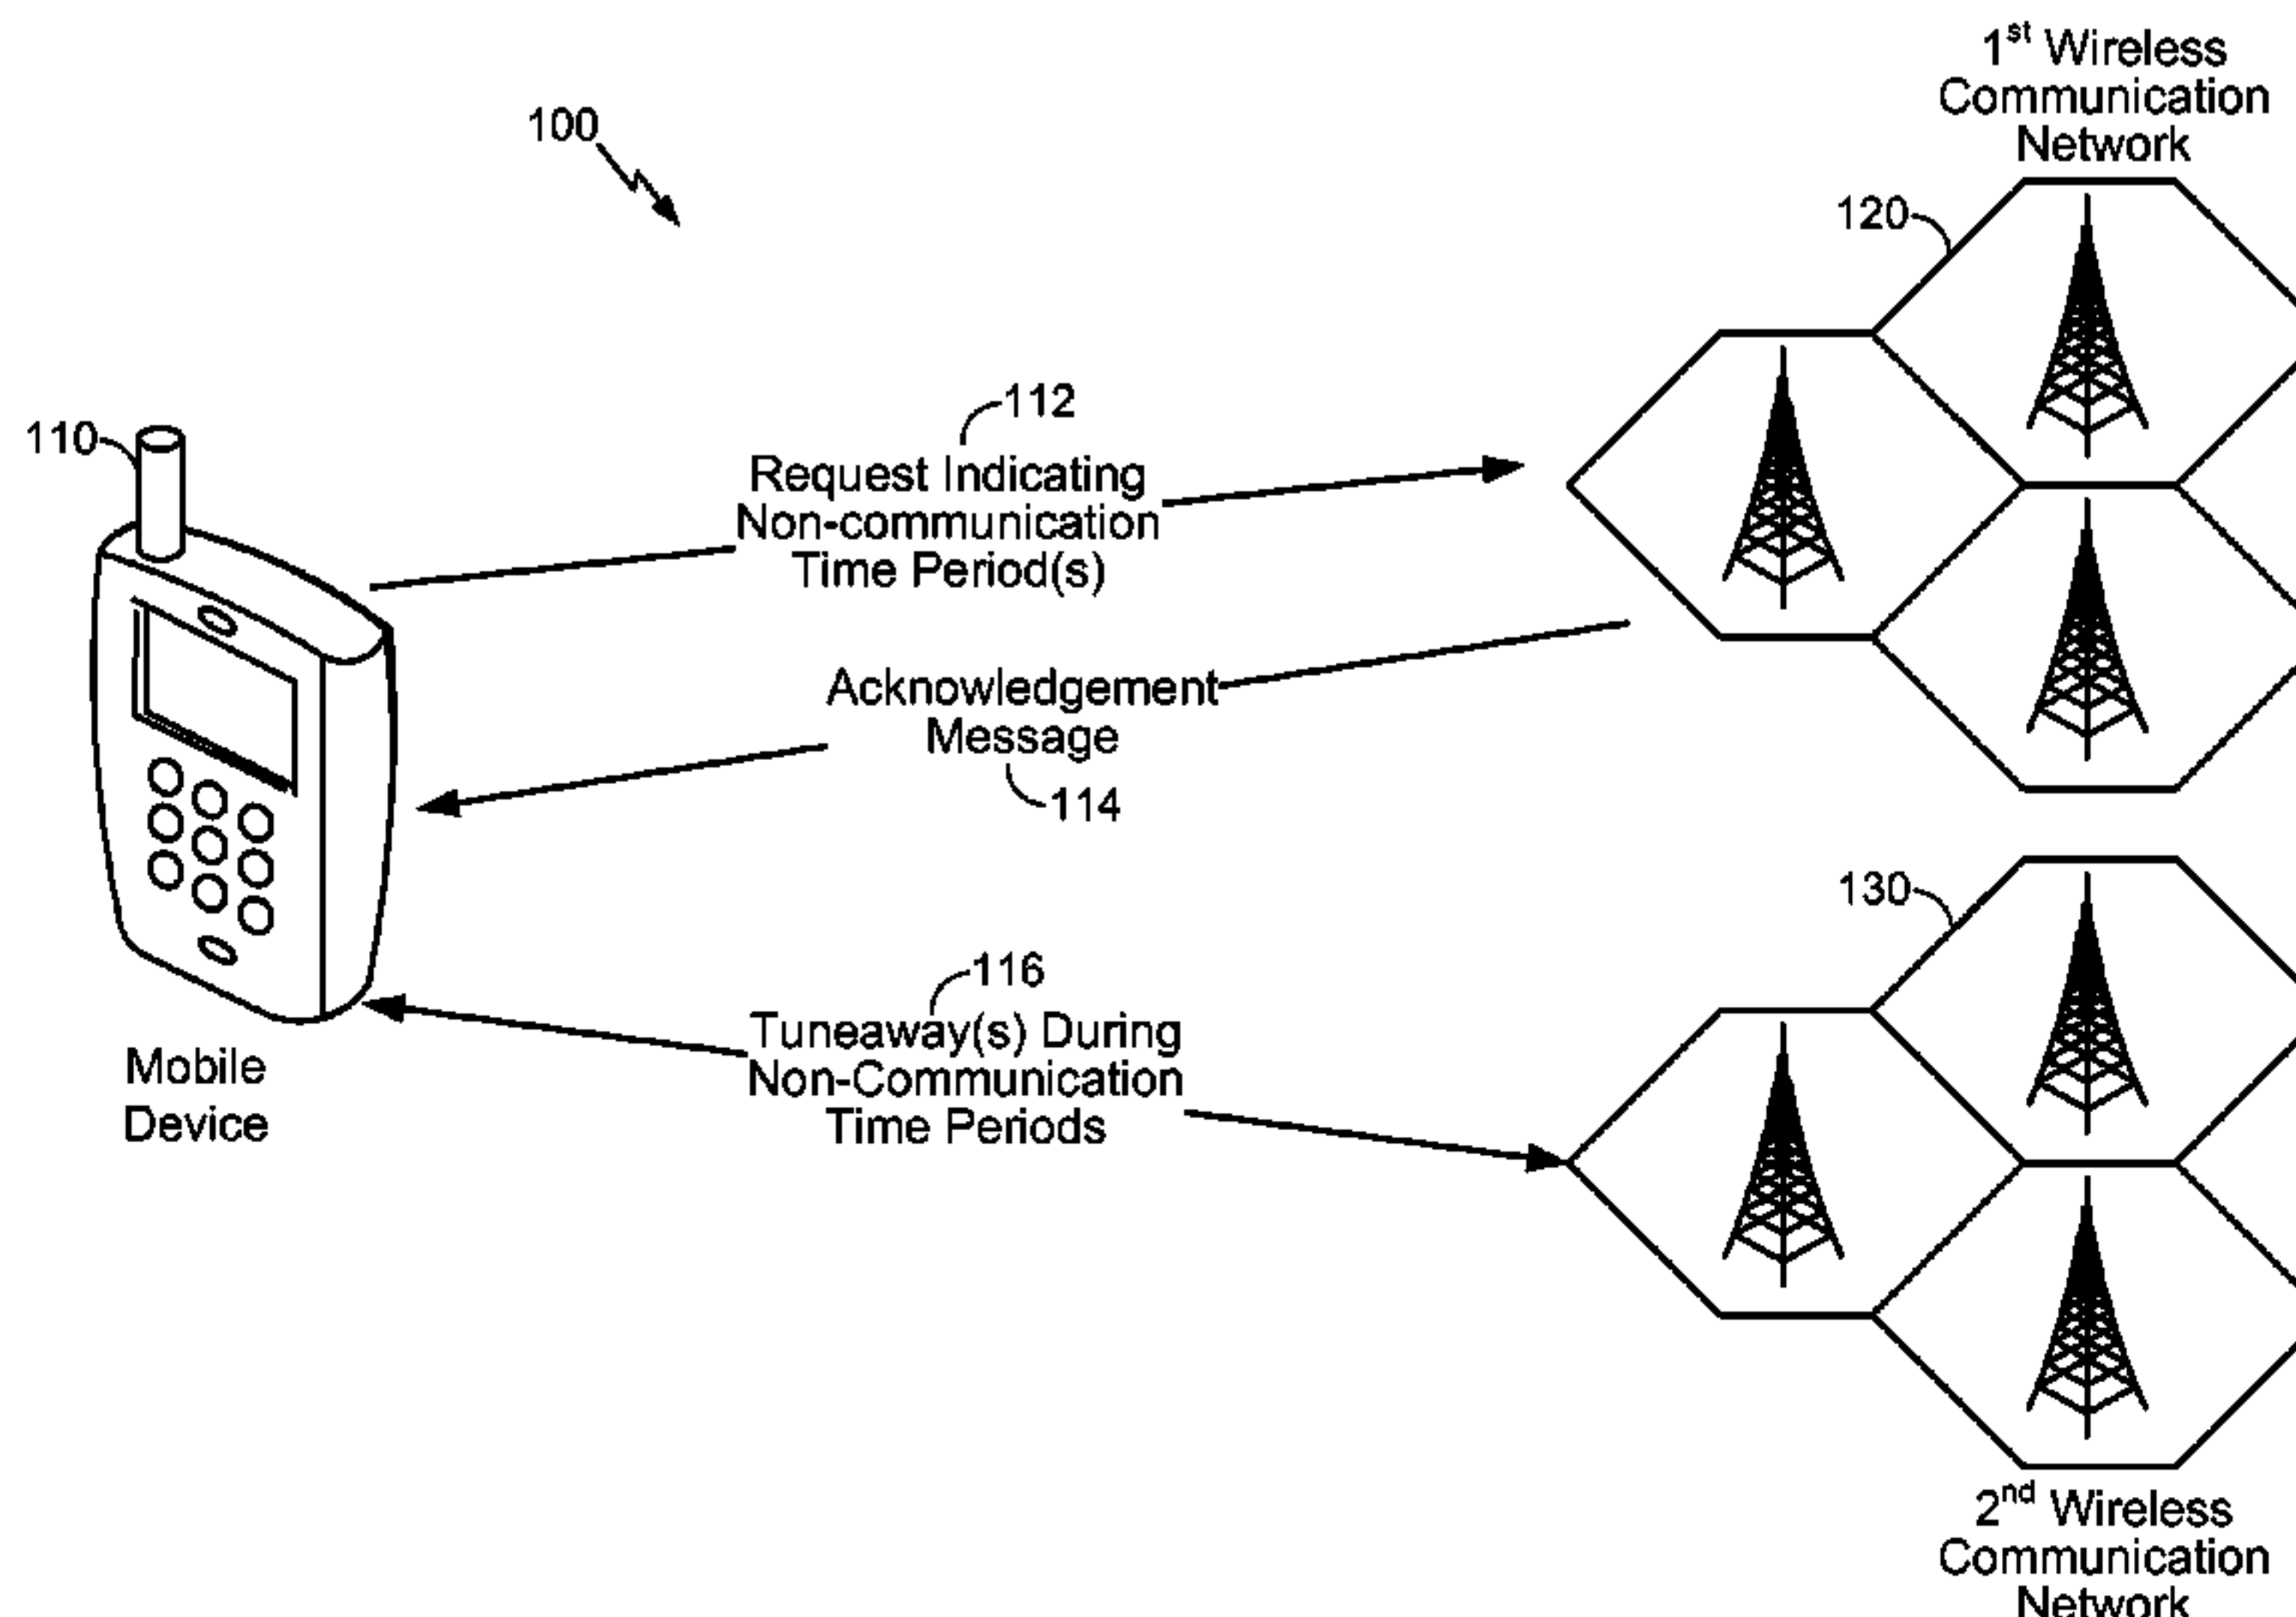 1st Wireless
Communication
Network
100
120
112
110
Request Indicating
Non-communication
Time Period(s)
Acknowledgement
Message
114
130
116
Tuneaway(s) During
Non-Communication
Time Periods
Mobile
Device
2nd Wireless
Communication
Network